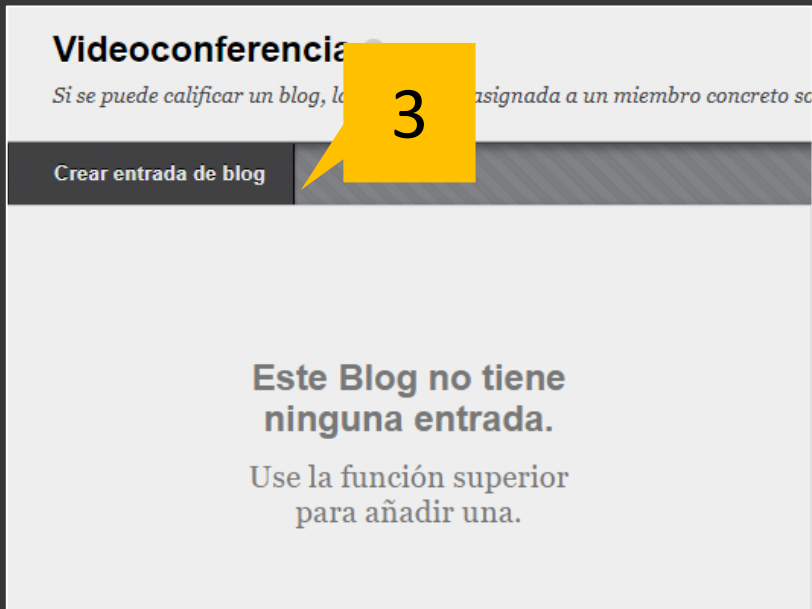 Videoconferencia
Si se puede calificar un blog, asignada a un miembro concreto
3
Crear entrada de blog
Este Blog no tiene
ninguna entrada.
Use la función superior
para añadir una.